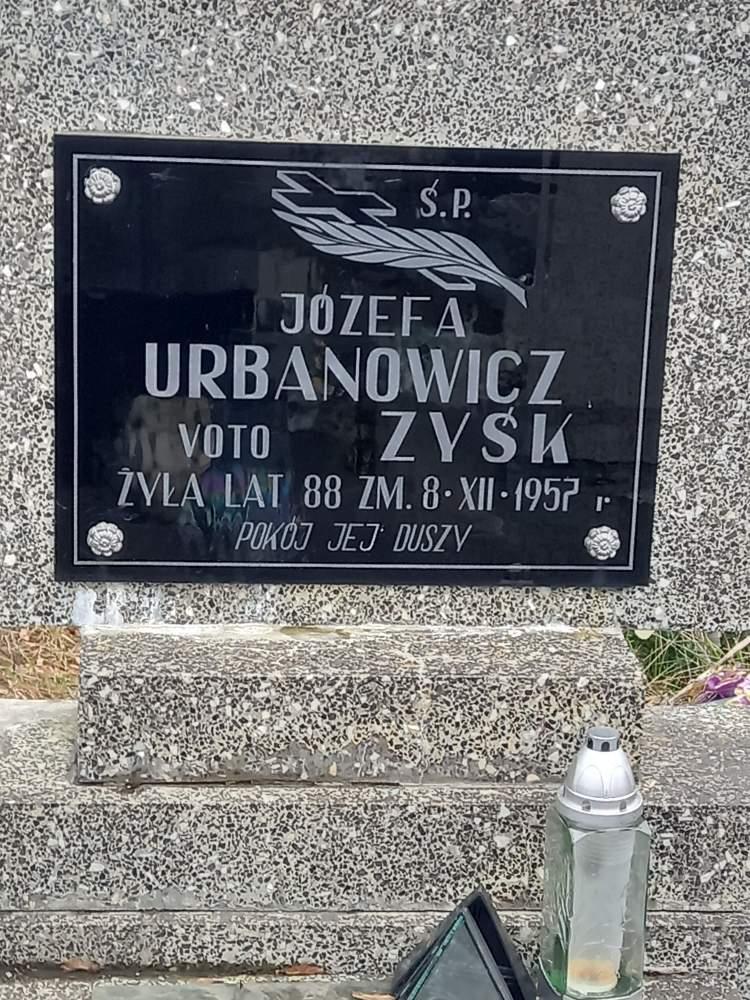 Ś.P.
JÓZEFA
URBANOWICZ
VOTO ZYŚK
ŻYŁA LAT 88 ZM. 8·XII·1957 r.
POKÓJ JEJ DUSZY